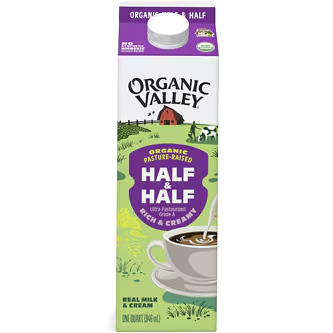 ORGANIC HALF & HALF
NO
ORGANIC
VALLEY
ORGANIC
PASTURE-RAISED
HALF
&
HALF
Ultra Pasteurized
Grade A
RICH & CREAMY
REAL MILK
& CREAM
ONE QUART (946 mL)